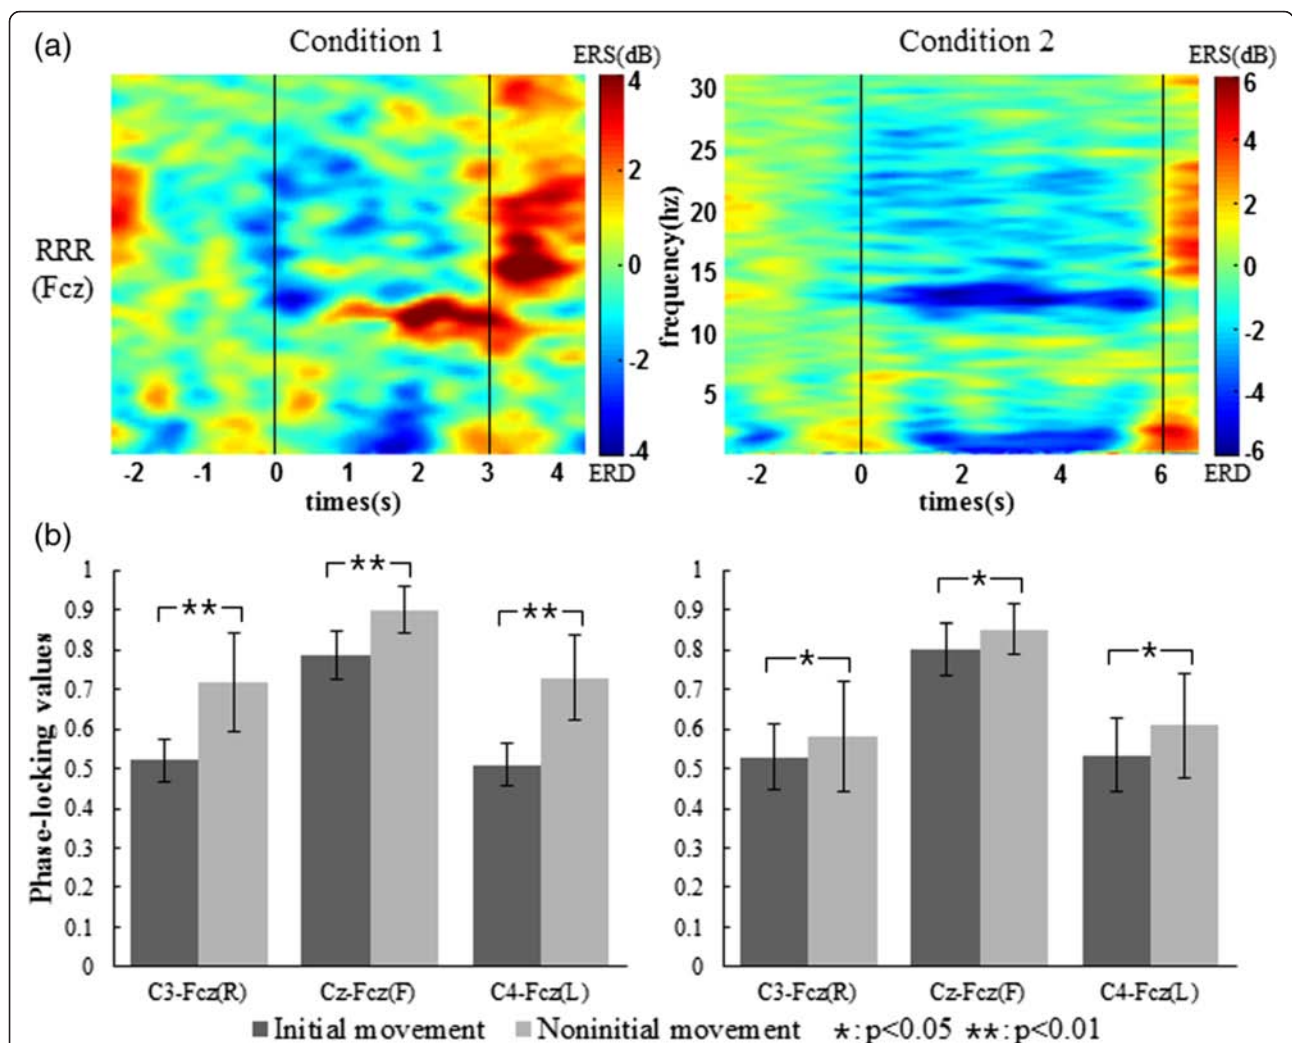 (a)
Condition 1
Condition 2
ERS(dB)
4
2
0
-2
-4
ERD
RRR
(Fcz)
-2 -1 0 1 2 3 4
times(s)
ERS(dB)
6
4
2
0
-2
-4
-6
ERD
frequency(hz)
30
25
20
15
10
5
-2 0 2 4 6
times(s)
(b)
Phase-locking values
1
0.9
0.8
0.7
0.6
0.5
0.4
0.3
0.2
0.1
0
** ** **
C3-Fcz(R) Cz-Fcz(F) C4-Fcz(L)
1
0.9
0.8
0.7
0.6
0.5
0.4
0.3
0.2
0.1
0
* * *
C3-Fcz(R) Cz-Fcz(F) C4-Fcz(L)
Initial movement Noninitial movement *: p<0.05 **: p<0.01